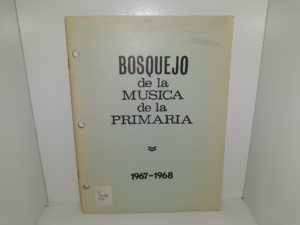 BOSQUEJO
de la
MUSICA
de la
PRIMARIA
1967-1968